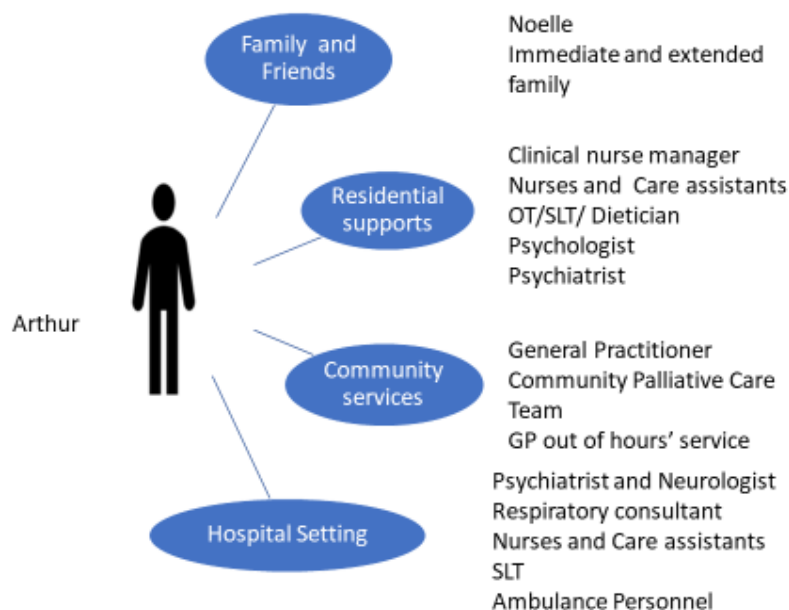 Family and
Friends
Noelle
Immediate and extended
family
Residential
supports
Clinical nurse manager
Nurses and Care assistants
OT/SLT/ Dietician
Psychologist
Psychiatrist
Arthur
Community
services
General Practitioner
Community Palliative Care
Team
GP out of hours’ service
Hospital Setting
Psychiatrist and Neurologist
Respiratory consultant
Nurses and Care assistants
SLT
Ambulance Personnel